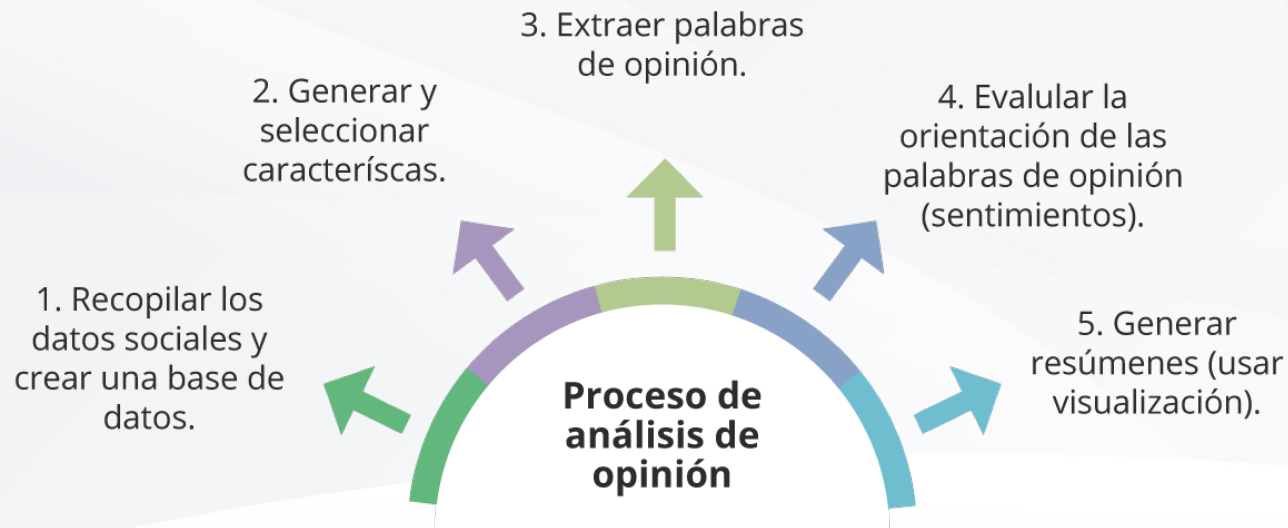 3. Extraer palabras
de opinión.
2. Generar y
seleccionar
caracteríscas.
4. Evalular la
orientación de las
palabras de opinión
(sentimientos).
1. Recopilar los
datos sociales y
crear una base de
datos.
5. Generar
resúmenes (usar
visualización).
Proceso de
análisis de
opinión